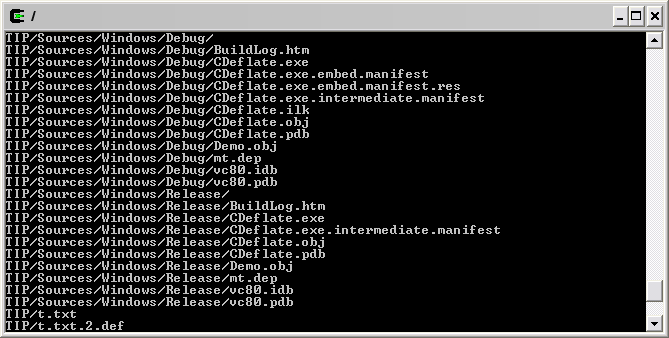 /
TIP/Sources/Windows/Debug/
TIP/Sources/Windows/Debug/BuildLog.htm
TIP/Sources/Windows/Debug/CDeflate.exe
TIP/Sources/Windows/Debug/CDeflate.exe.embed.manifest
TIP/Sources/Windows/Debug/CDeflate.exe.embed.manifest.res
TIP/Sources/Windows/Debug/CDeflate.exe.intermediate.manifest
TIP/Sources/Windows/Debug/CDeflate.ilk
TIP/Sources/Windows/Debug/CDeflate.obj
TIP/Sources/Windows/Debug/CDeflate.pdb
TIP/Sources/Windows/Debug/Demo.obj
TIP/Sources/Windows/Debug/mt.dep
TIP/Sources/Windows/Debug/vc80.idb
TIP/Sources/Windows/Debug/vc80.pdb
TIP/Sources/Windows/Release/
TIP/Sources/Windows/Release/BuildLog.htm
TIP/Sources/Windows/Release/CDeflate.exe
TIP/Sources/Windows/Release/CDeflate.exe.intermediate.manifest
TIP/Sources/Windows/Release/CDeflate.obj
TIP/Sources/Windows/Release/CDeflate.pdb
TIP/Sources/Windows/Release/Demo.obj
TIP/Sources/Windows/Release/mt.dep
TIP/Sources/Windows/Release/vc80.idb
TIP/Sources/Windows/Release/vc80.pdb
TIP/t.txt
TIP/t.txt.2.def